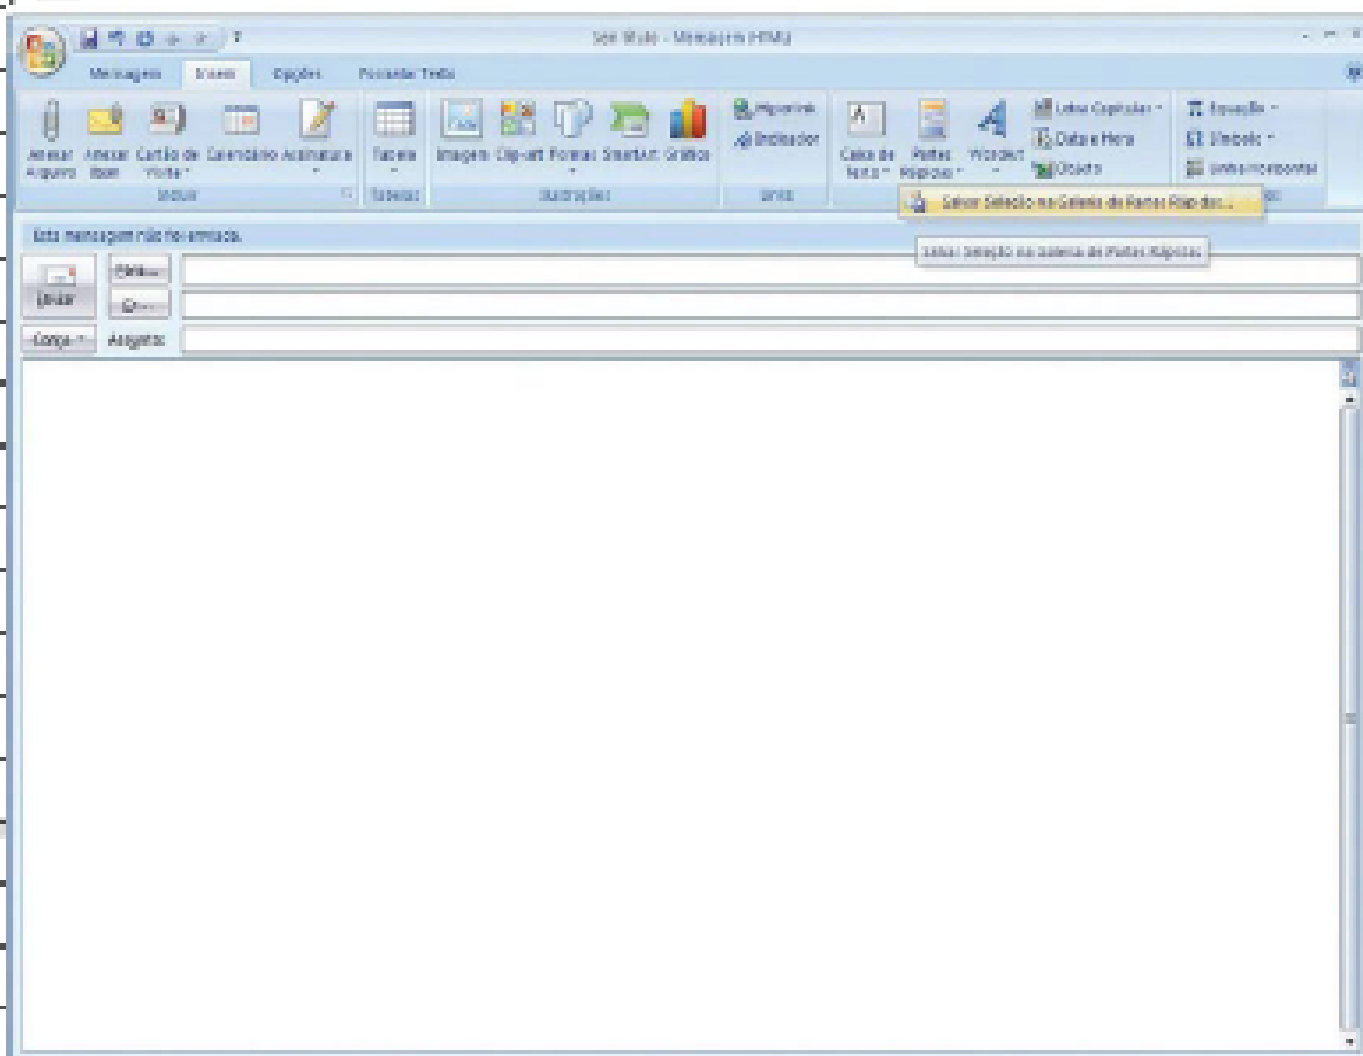 Sem título - Mensagem (HTML)
Mensagem Inserir Opções Formatar Texto
Anexar Arquivo Anexar Item Cartão de Visita Calendário Assinatura Tabela Imagem Clip-art Formas SmartArt Gráfico
Hiperlink
Indicador
Caixa de Texto Partes Rápidas WordArt
Letra Capitular
Data e Hora
Objeto
Equação
Símbolo
Linha Horizontal
Incluir Tabelas Ilustrações Links
Salvar Seleção na Galeria de Partes Rápidas...
Salvar Seleção na Galeria de Partes Rápidas
Esta mensagem não foi enviada.
Enviar
Para...
Cc...
Conta Assunto: